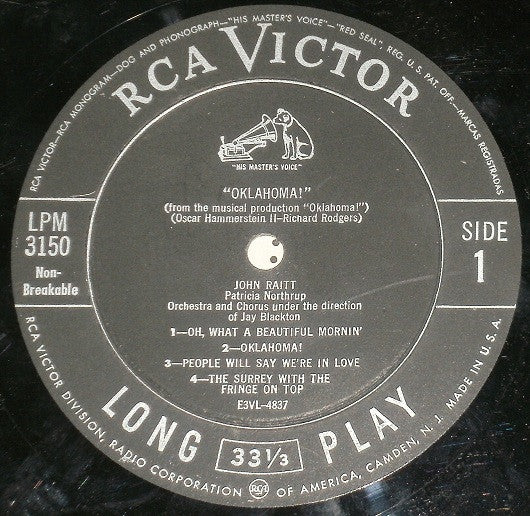 RCA VICTOR—RCA MONOGRAM—DOG AND PHONOGRAPH—"HIS MASTER'S VOICE"—"RED SEAL", REG. U.S. PAT. OFF.—MARCAS REGISTRADAS
RCA VICTOR
"HIS MASTER'S VOICE"
"OKLAHOMA!"
(from the musical production "Oklahoma!")
(Oscar Hammerstein II–Richard Rodgers)
LPM
3150
Non-
Breakable
SIDE
1
JOHN RAITT
Patricia Northrup
Orchestra and Chorus under the direction
of Jay Blackton
1—OH, WHAT A BEAUTIFUL MORNIN'
2—OKLAHOMA!
3—PEOPLE WILL SAY WE'RE IN LOVE
4—THE SURREY WITH THE
FRINGE ON TOP
E3VL-4837
LONG 33⅓ PLAY
RCA VICTOR DIVISION, RADIO CORPORATION RCA OF AMERICA, CAMDEN, N. J. MADE IN U.S.A.